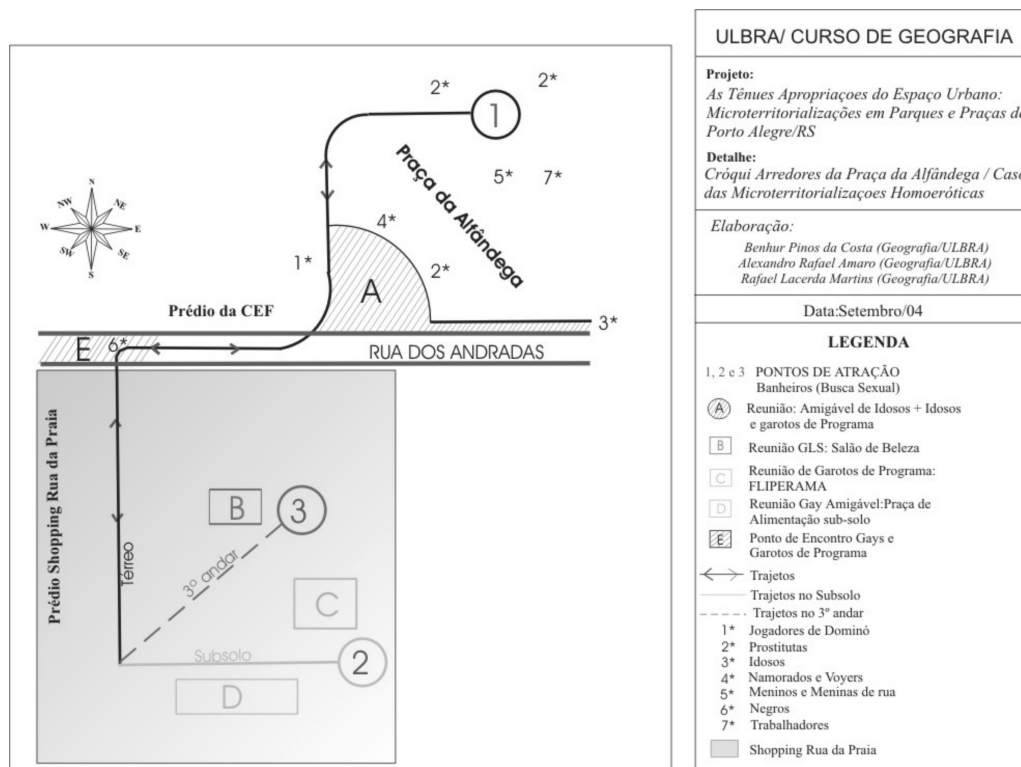 2*
2*
1
Praça da Alfândega
5*
7*
N
NW
NE
W
E
SW
SE
S
4*
1*
2*
A
Prédio da CEF
3*
E
6*
RUA DOS ANDRADAS
Prédio Shopping Rua da Praia
Térreo
B
3
3º andar
C
Subsolo
2
D
ULBRA/ CURSO DE GEOGRAFIA
Projeto:
As Tênues Apropriaçoes do Espaço Urbano:
Microterritorializações em Parques e Praças de
Porto Alegre/RS
Detalhe:
Cróqui Arredores da Praça da Alfândega / Caso
das Microterritorializaçoes Homoeróticas
Elaboração:
Benhur Pinos da Costa (Geografia/ULBRA)
Alexandro Rafael Amaro (Geografia/ULBRA)
Rafael Lacerda Martins (Geografia/ULBRA)
Data:Setembro/04
LEGENDA
1, 2 e 3 PONTOS DE ATRAÇÃO
Banheiros (Busca Sexual)
A Reunião: Amigável de Idosos + Idosos
e garotos de Programa
B Reunião GLS: Salão de Beleza
C Reunião de Garotos de Programa:
FLIPERAMA
D Reunião Gay Amigável:Praça de
Alimentação sub-solo
E Ponto de Encontro Gays e
Garotos de Programa
Trajetos
Trajetos no Subsolo
Trajetos no 3º andar
1* Jogadores de Dominó
2* Prostitutas
3* Idosos
4* Namorados e Voyers
5* Meninos e Meninas de rua
6* Negros
7* Trabalhadores
Shopping Rua da Praia